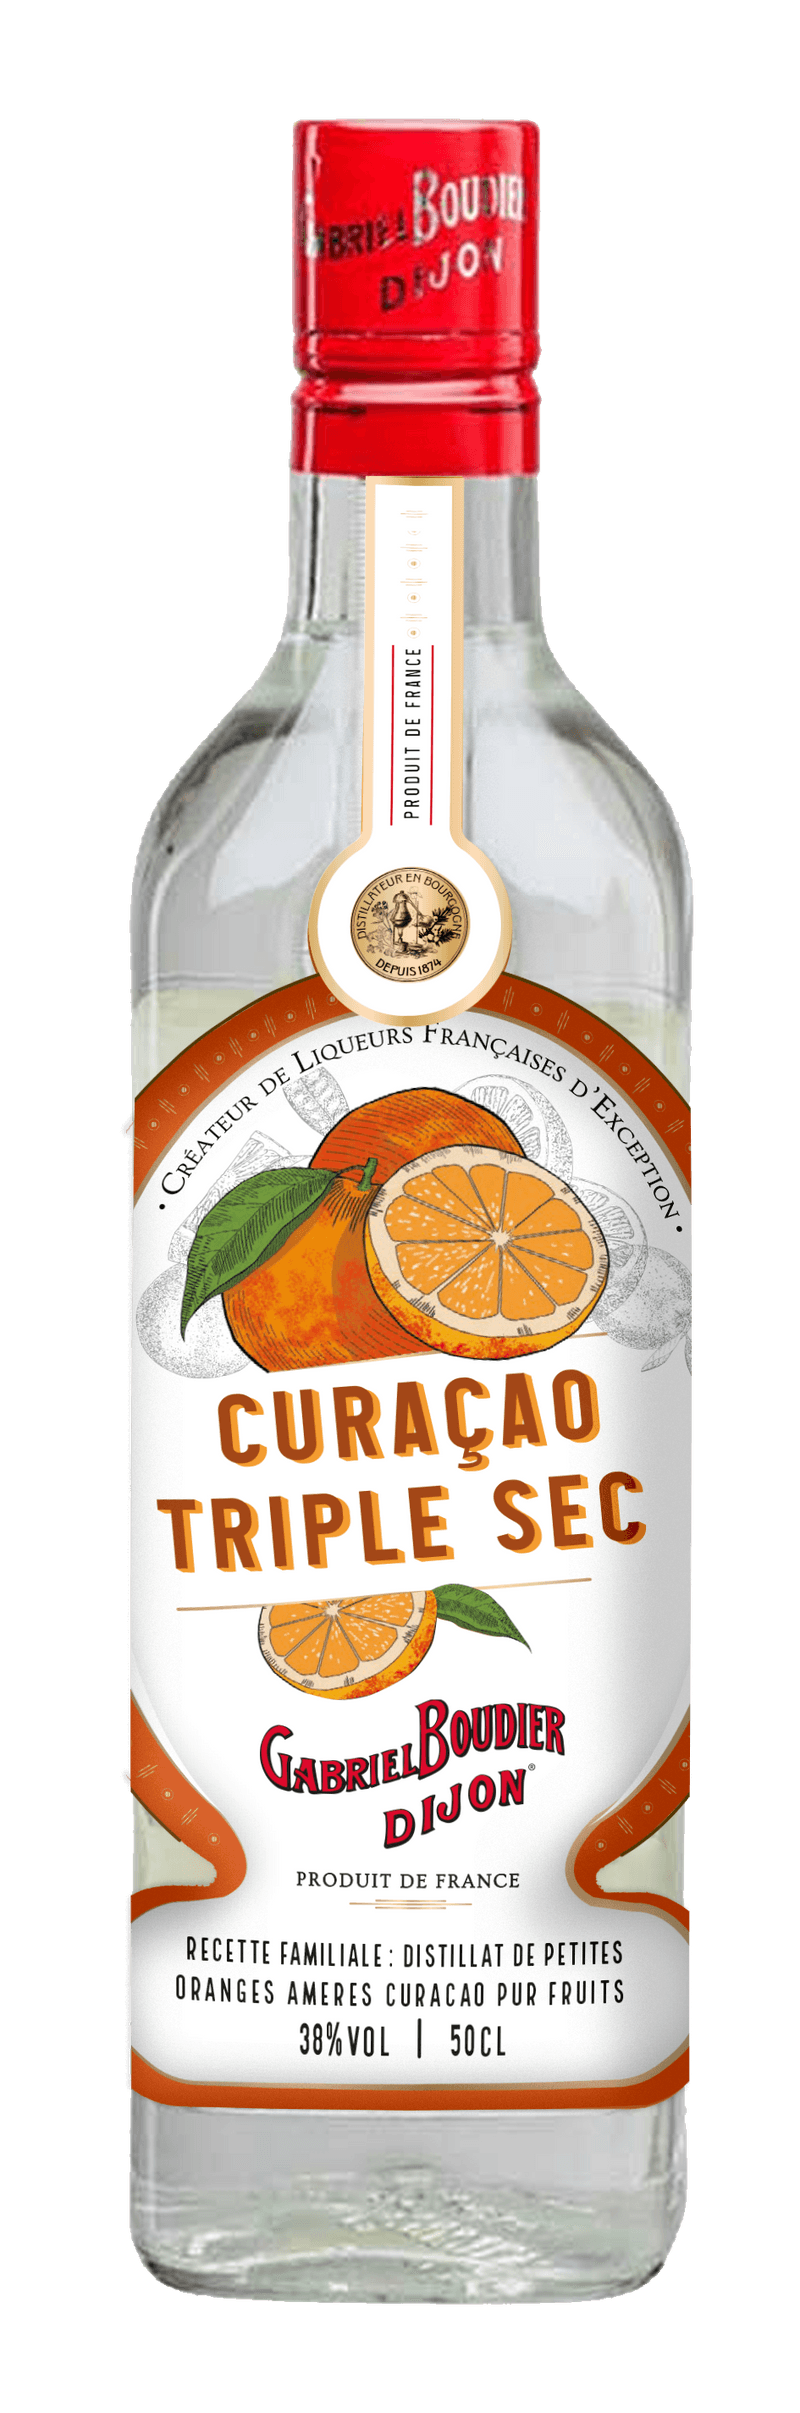 BOUDIER
DIJON
PRODUIT DE FRANCE
DISTILLATEUR EN BOURGOGNE
DEPUIS 1874
• CRÉATEUR DE LIQUEURS FRANÇAISES D'EXCEPTION •
CURAÇAO
TRIPLE SEC
GABRIEL BOUDIER
DIJON®
PRODUIT DE FRANCE
RECETTE FAMILIALE : DISTILLAT DE PETITES
ORANGES AMERES CURACAO PUR FRUITS
38%VOL | 50CL